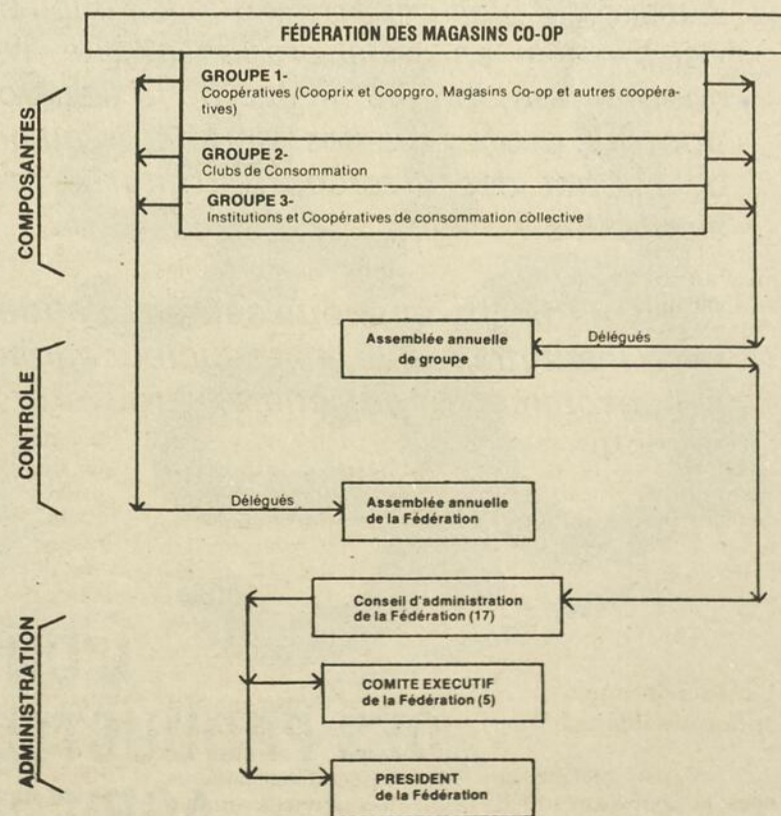 FÉDÉRATION DES MAGASINS CO-OP
COMPOSANTES
GROUPE 1-
Coopératives (Cooprix et Coopgro, Magasins Co-op et autres coopéra-
tives)
GROUPE 2-
Clubs de Consommation
GROUPE 3-
Institutions et Coopératives de consommation collective
CONTROLE
Assemblée annuelle
de groupe
Délégués
Délégués
Assemblée annuelle
de la Fédération
ADMINISTRATION
Conseil d'administration
de la Fédération (17)
COMITE EXECUTIF
de la Fédération (5)
PRESIDENT
de la Fédération